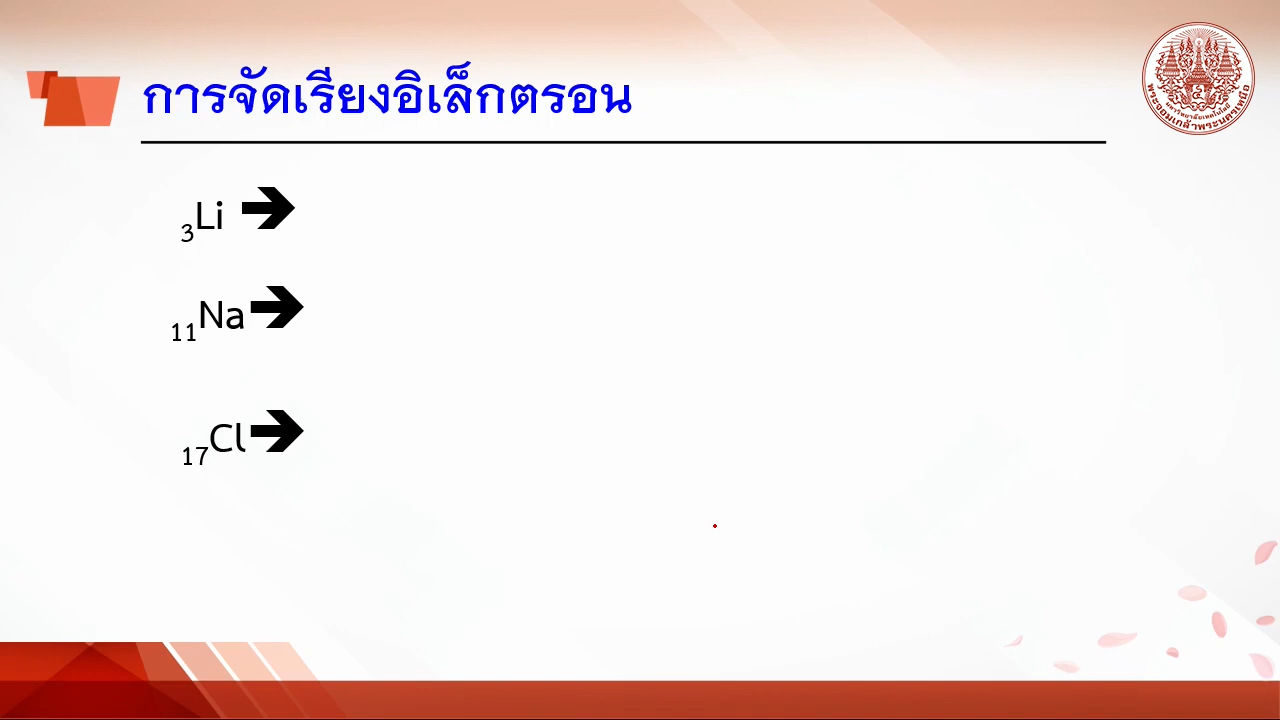 การจัดเรียงอิเล็กตรอน
₃Li 🡲
₁₁Na 🡲
₁₇Cl 🡲